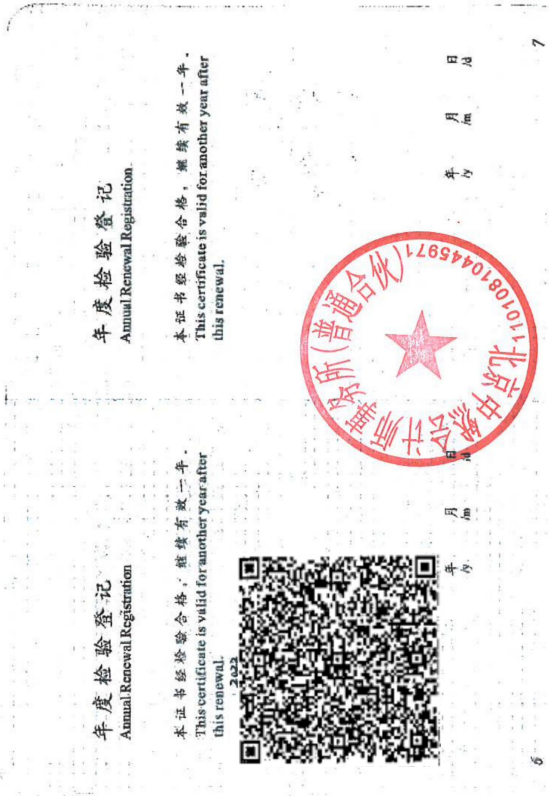 年度检验登记
Annual Renewal Registration
本证书经检验合格，继续有效一年。
This certificate is valid for another year after
this renewal.
2022
年 月 日
/y /m /d
6
年度检验登记
Annual Renewal Registration
本证书经检验合格，继续有效一年。
This certificate is valid for another year after
this renewal.
年 月 日
/y /m /d
7
会计师事务所(普通合伙)
北京中